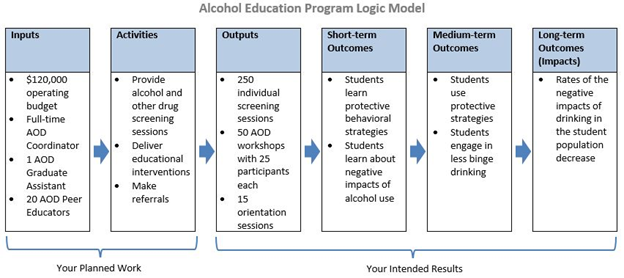 Alcohol Education Program Logic Model
Inputs
• $120,000
operating
budget
• Full-time
AOD
Coordinator
• 1 AOD
Graduate
Assistant
• 20 AOD Peer
Educators
Activities
• Provide
alcohol and
other drug
screening
sessions
• Deliver
educational
interventions
• Make
referrals
Outputs
• 250
individual
screening
sessions
• 50 AOD
workshops
with 25
participants
each
• 15
orientation
sessions
Short-term
Outcomes
• Students
learn
protective
behavioral
strategies
• Students
learn about
negative
impacts of
alcohol use
Medium-term
Outcomes
• Students
use
protective
strategies
• Students
engage in
less binge
drinking
Long-term
Outcomes
(Impacts)
• Rates of the
negative
impacts of
drinking in
the student
population
decrease
Your Planned Work
Your Intended Results